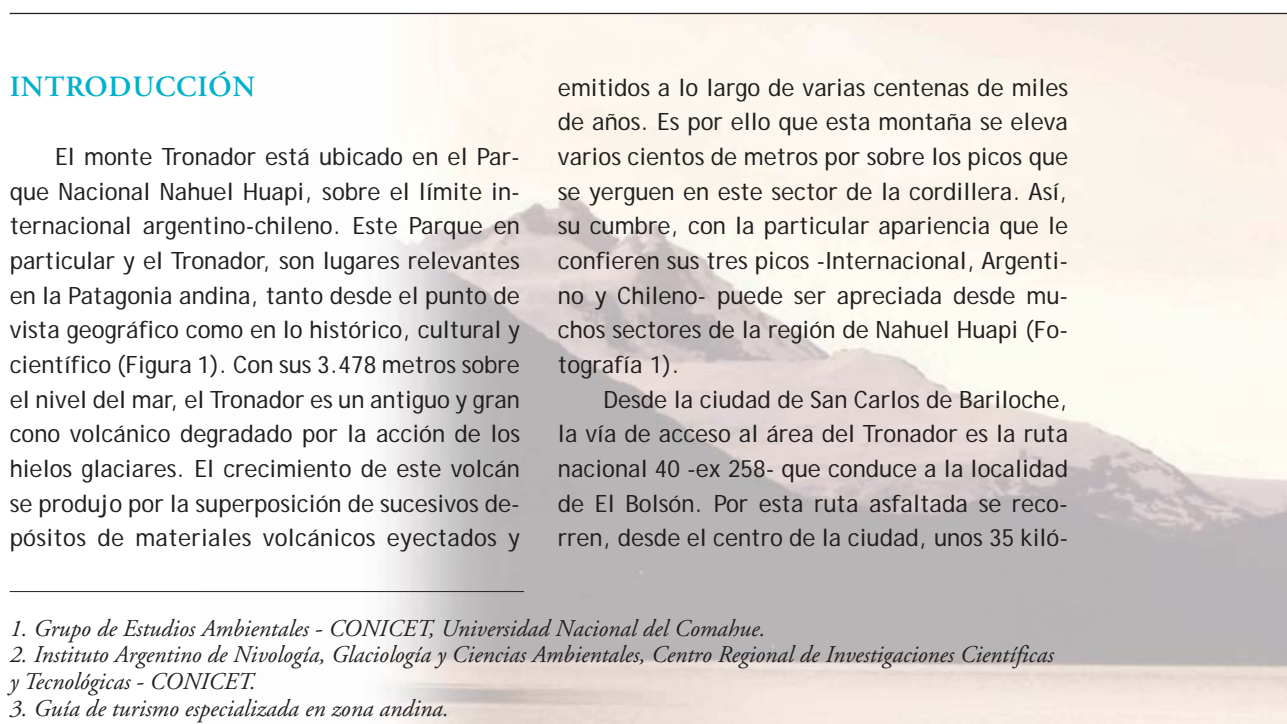 INTRODUCCIÓN
El monte Tronador está ubicado en el Par-
que Nacional Nahuel Huapi, sobre el límite in-
ternacional argentino-chileno. Este Parque en
particular y el Tronador, son lugares relevantes
en la Patagonia andina, tanto desde el punto de
vista geográfico como en lo histórico, cultural y
científico (Figura 1). Con sus 3.478 metros sobre
el nivel del mar, el Tronador es un antiguo y gran
cono volcánico degradado por la acción de los
hielos glaciares. El crecimiento de este volcán
se produjo por la superposición de sucesivos de-
pósitos de materiales volcánicos eyectados y
emitidos a lo largo de varias centenas de miles
de años. Es por ello que esta montaña se eleva
varios cientos de metros por sobre los picos que
se yerguen en este sector de la cordillera. Así,
su cumbre, con la particular apariencia que le
confieren sus tres picos -Internacional, Argenti-
no y Chileno- puede ser apreciada desde mu-
chos sectores de la región de Nahuel Huapi (Fo-
tografía 1).
Desde la ciudad de San Carlos de Bariloche,
la vía de acceso al área del Tronador es la ruta
nacional 40 -ex 258- que conduce a la localidad
de El Bolsón. Por esta ruta asfaltada se reco-
rren, desde el centro de la ciudad, unos 35 kiló-
1. Grupo de Estudios Ambientales - CONICET, Universidad Nacional del Comahue.
2. Instituto Argentino de Nivología, Glaciología y Ciencias Ambientales, Centro Regional de Investigaciones Científicas
y Tecnológicas - CONICET.
3. Guía de turismo especializada en zona andina.